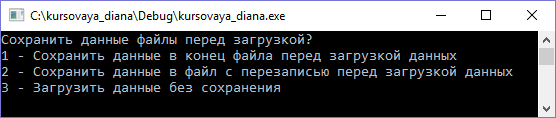 C:\kursovaya_diana\Debug\kursovaya_diana.exe
Сохранить данные файлы перед загрузкой?
1 - Сохранить данные в конец файла перед загрузкой данных
2 - Сохранить данные в файл с перезаписью перед загрузкой данных
3 - Загрузить данные без сохранения